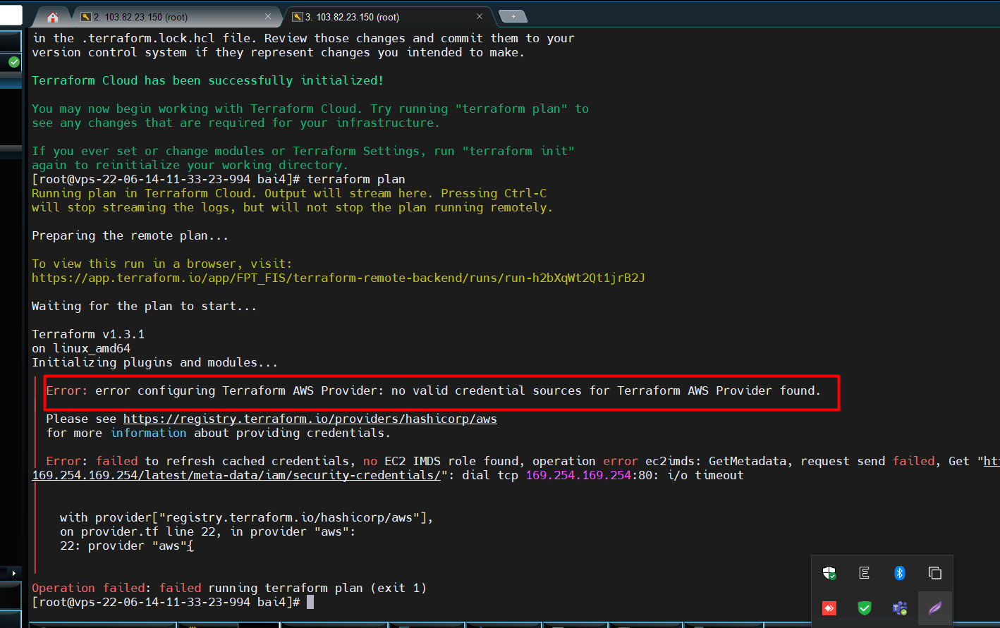 2. 103.82.23.150 (root)
3. 103.82.23.150 (root)
in the .terraform.lock.hcl file. Review those changes and commit them to your
version control system if they represent changes you intended to make.
Terraform Cloud has been successfully initialized!
You may now begin working with Terraform Cloud. Try running "terraform plan" to
see any changes that are required for your infrastructure.
If you ever set or change modules or Terraform Settings, run "terraform init"
again to reinitialize your working directory.
[root@vps-22-06-14-11-33-23-994 bai4]# terraform plan
Running plan in Terraform Cloud. Output will stream here. Pressing Ctrl-C
will stop streaming the logs, but will not stop the plan running remotely.
Preparing the remote plan...
To view this run in a browser, visit:
https://app.terraform.io/app/FPT_FIS/terraform-remote-backend/runs/run-h2bXqWt2Qt1jrB2J
Waiting for the plan to start...
Terraform v1.3.1
on linux_amd64
Initializing plugins and modules...
Error: error configuring Terraform AWS Provider: no valid credential sources for Terraform AWS Provider found.
Please see https://registry.terraform.io/providers/hashicorp/aws
for more information about providing credentials.
Error: failed to refresh cached credentials, no EC2 IMDS role found, operation error ec2imds: GetMetadata, request send failed, Get "
169.254.169.254/latest/meta-data/iam/security-credentials/": dial tcp 169.254.169.254:80: i/o timeout
with provider["registry.terraform.io/hashicorp/aws"],
on provider.tf line 22, in provider "aws":
22: provider "aws"{
Operation failed: failed running terraform plan (exit 1)
[root@vps-22-06-14-11-33-23-994 bai4]#